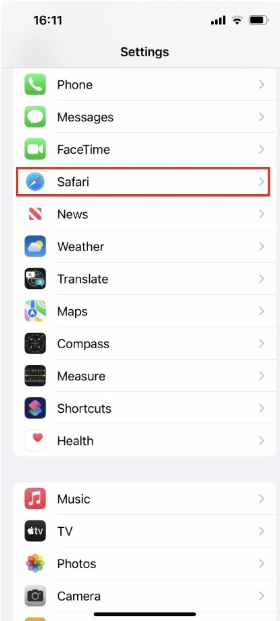 16:11
Settings
Phone
Messages
FaceTime
Safari
News
Weather
Translate
Maps
Compass
Measure
Shortcuts
Health
Music
tv TV
Photos
Camera